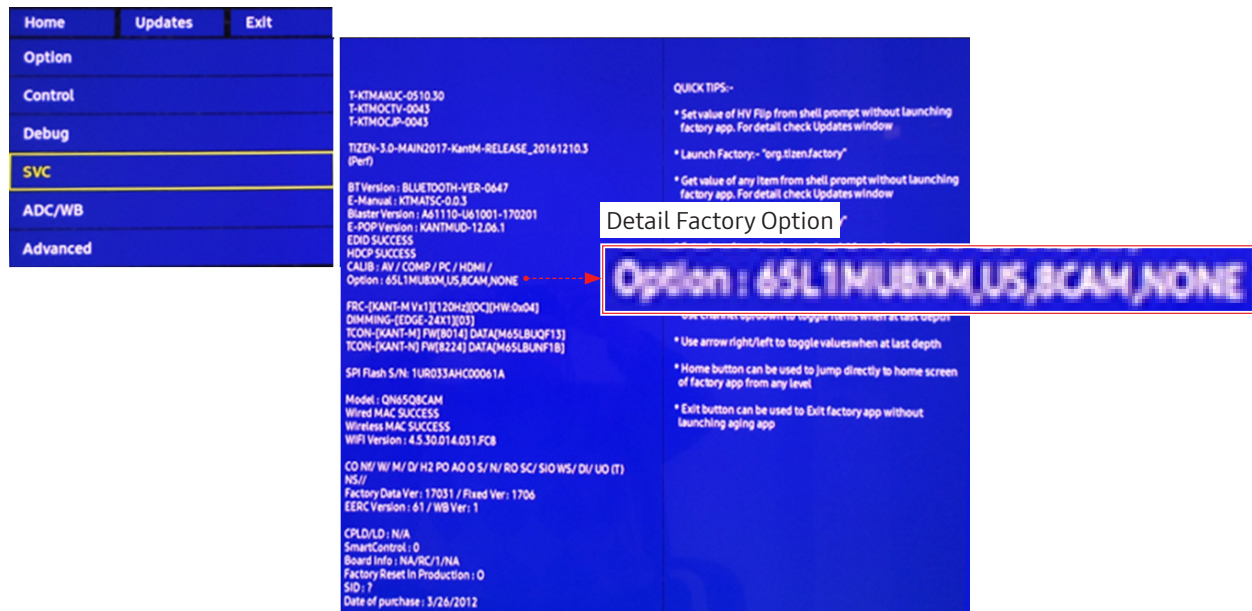 Home Updates Exit
Option
Control
Debug
SVC
ADC/WB
Advanced
T-KTMAKUC-0510.30
T-KTMOCTV-0043
T-KTMOCJP-0043
TIZEN-3.0-MAIN2017-KantM-RELEASE_20161210.3
(Perf)
BT Version : BLUETOOTH-VER-0647
E-Manual : KTMATSC-0.0.3
Blaster Version : A61110-U61001-170201
E-POP Version : KANTMUD-12.06.1
EDID SUCCESS
HDCP SUCCESS
CALIB : AV / COMP / PC / HDMI /
Option : 65L1MU8XM,US,8CAM,NONE
FRC-[KANT-M Vx1][120Hz][OC][HW:0x04]
DIMMING-[EDGE-24X1][03]
TCON-[KANT-M] FW[8014] DATA[M65LBUQF13]
TCON-[KANT-N] FW[8224] DATA[M65LBUNF1B]
SPI Flash S/N: 1UR033AHC00061A
Model : QN65Q8CAM
Wired MAC SUCCESS
Wireless MAC SUCCESS
WIFI Version : 4.5.30.014.031.FC8
CO Nf/ W/ M/ D/ H2 PO AO O S/ N/ RO SC/ SIO WS/ DI/ UO (T)
NS//
Factory Data Ver : 17031 / Fixed Ver : 1706
EERC Version : 61 / WB Ver : 1
CPLD/LD : N/A
SmartControl : 0
Board Info : NA/RC/1/NA
Factory Reset In Production : O
SID : ?
Date of purchase : 3/26/2012
QUICK TIPS:-
* Set value of HV Flip from shell prompt without launching
factory app. For detail check Updates window
* Launch Factory:- "org.tizen.factory"
* Get value of any item from shell prompt without launching
factory app. For detail check Updates window
Detail Factory Option
Option : 65L1MU8XM,US,8CAM,NONE
* Use arrow right/left to toggle valueswhen at last depth
* Home button can be used to jump directly to home screen
of factory app from any level
* Exit button can be used to Exit factory app without
launching aging app